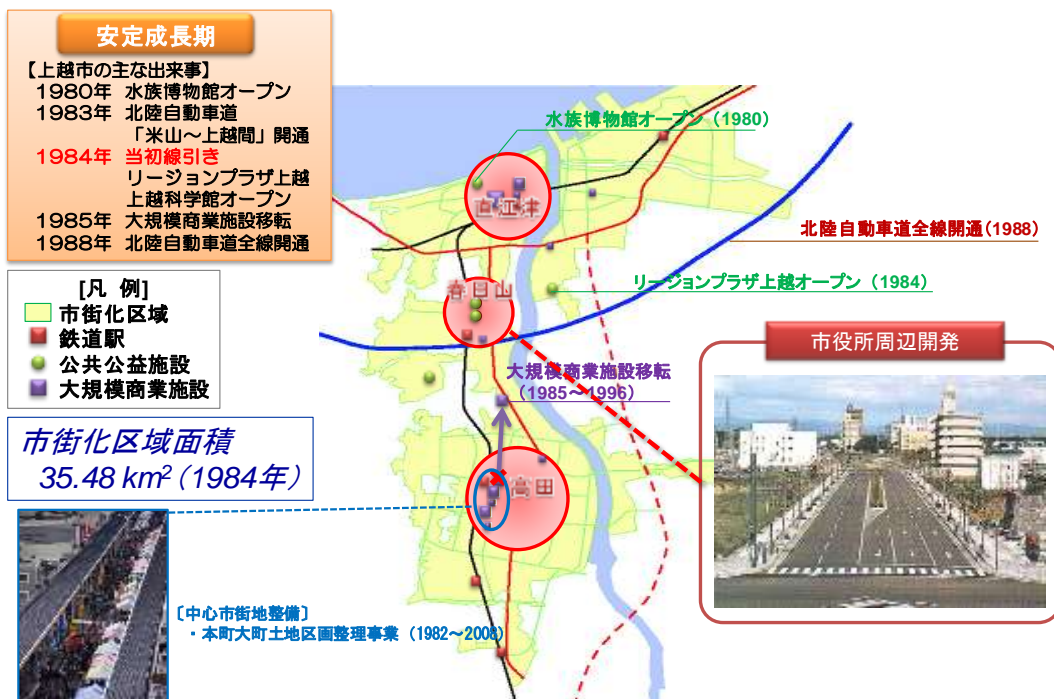 安定成長期
【上越市の主な出来事】
1980年 水族博物館オープン
1983年 北陸自動車道
「米山～上越間」開通
1984年 当初線引き
リージョンプラザ上越
上越科学館オープン
1985年 大規模商業施設移転
1988年 北陸自動車道全線開通
[凡 例]
市街化区域
鉄道駅
公共公益施設
大規模商業施設
市街化区域面積
35.48 km²（1984年）
水族博物館オープン（1980）
直江津
北陸自動車道全線開通（1988）
リージョンプラザ上越オープン（1984）
春日山
大規模商業施設移転
（1985～1996）
高田
市役所周辺開発
〔中心市街地整備〕
・本町大町土地区画整理事業（1982～2008）